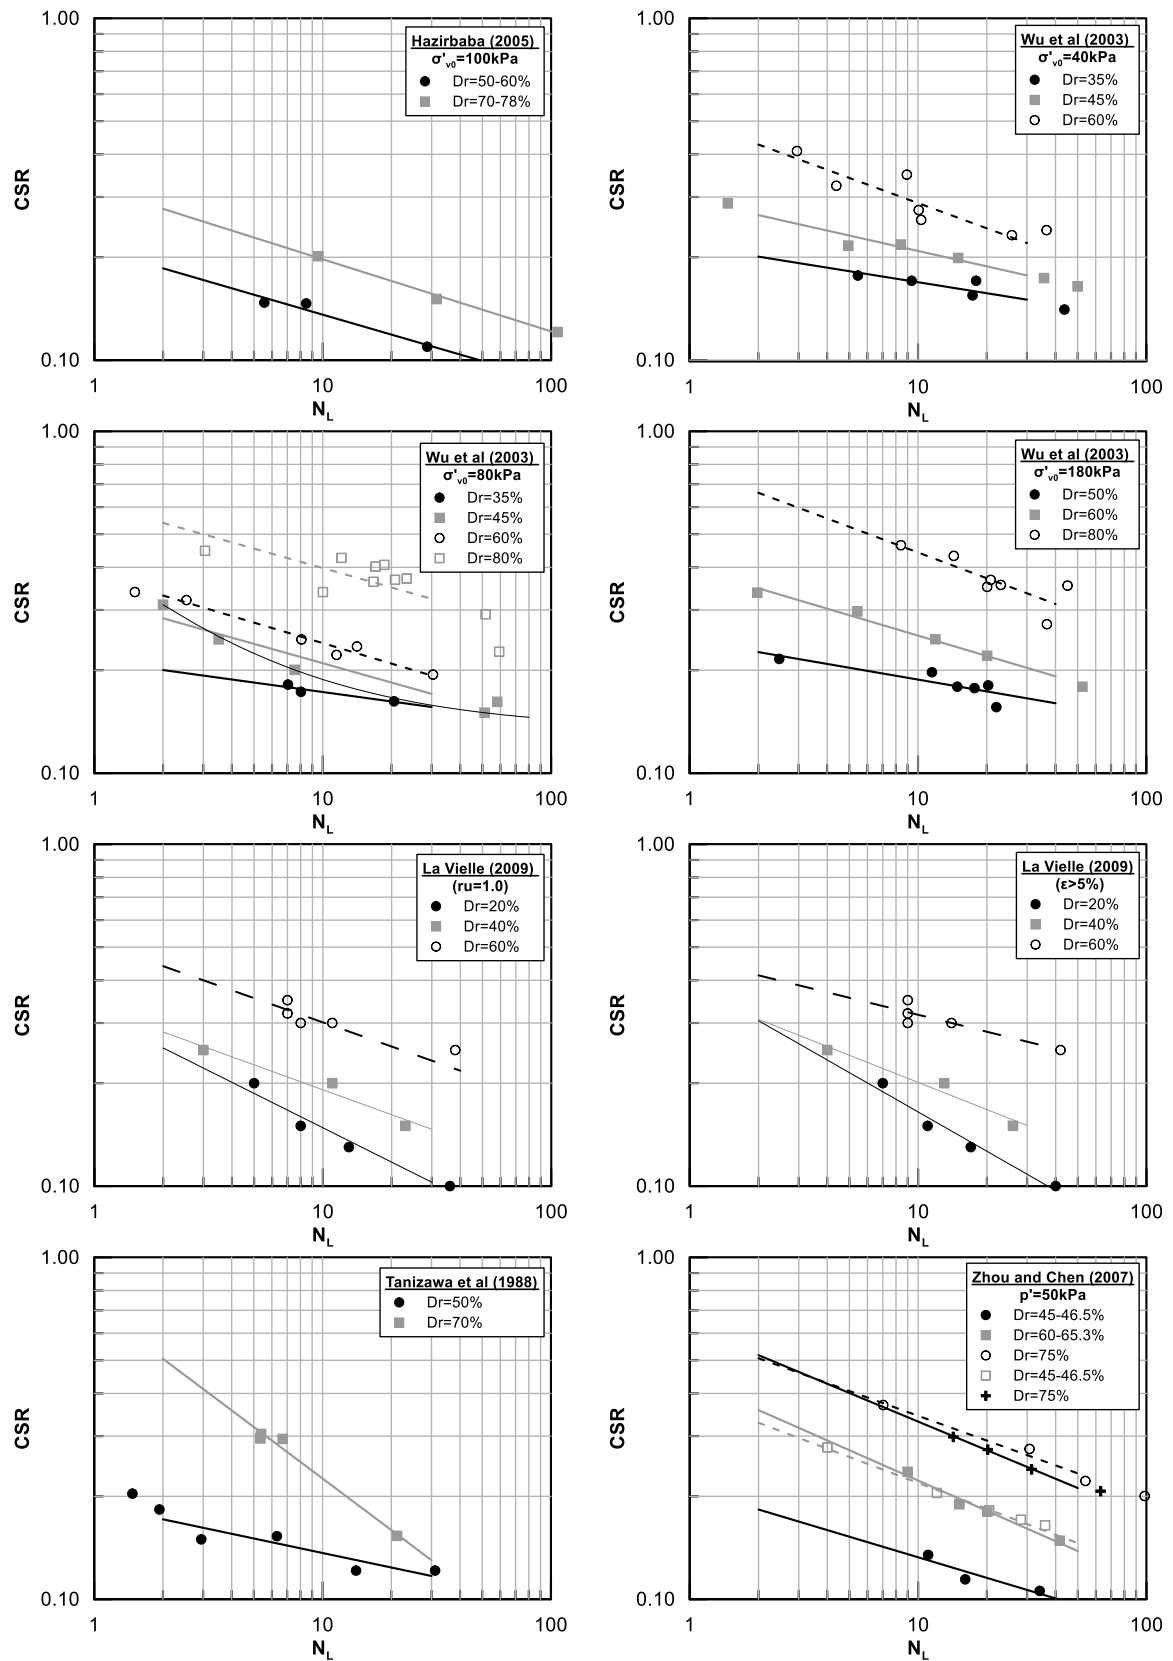 1.00
Hazirbaba (2005)
σ'v0=100kPa
Dr=50-60%
Dr=70-78%
CSR
0.10
1 10 100
NL
1.00
Wu et al (2003)
σ'v0=40kPa
Dr=35%
Dr=45%
Dr=60%
CSR
0.10
1 10 100
NL
1.00
Wu et al (2003)
σ'v0=80kPa
Dr=35%
Dr=45%
Dr=60%
Dr=80%
CSR
0.10
1 10 100
NL
1.00
Wu et al (2003)
σ'v0=180kPa
Dr=50%
Dr=60%
Dr=80%
CSR
0.10
1 10 100
NL
1.00
La Vielle (2009)
(ru=1.0)
Dr=20%
Dr=40%
Dr=60%
CSR
0.10
1 10 100
NL
1.00
La Vielle (2009)
(ε>5%)
Dr=20%
Dr=40%
Dr=60%
CSR
0.10
1 10 100
NL
1.00
Tanizawa et al (1988)
Dr=50%
Dr=70%
CSR
0.10
1 10 100
NL
1.00
Zhou and Chen (2007)
p'=50kPa
Dr=45-46.5%
Dr=60-65.3%
Dr=75%
Dr=45-46.5%
Dr=75%
CSR
0.10
1 10 100
NL